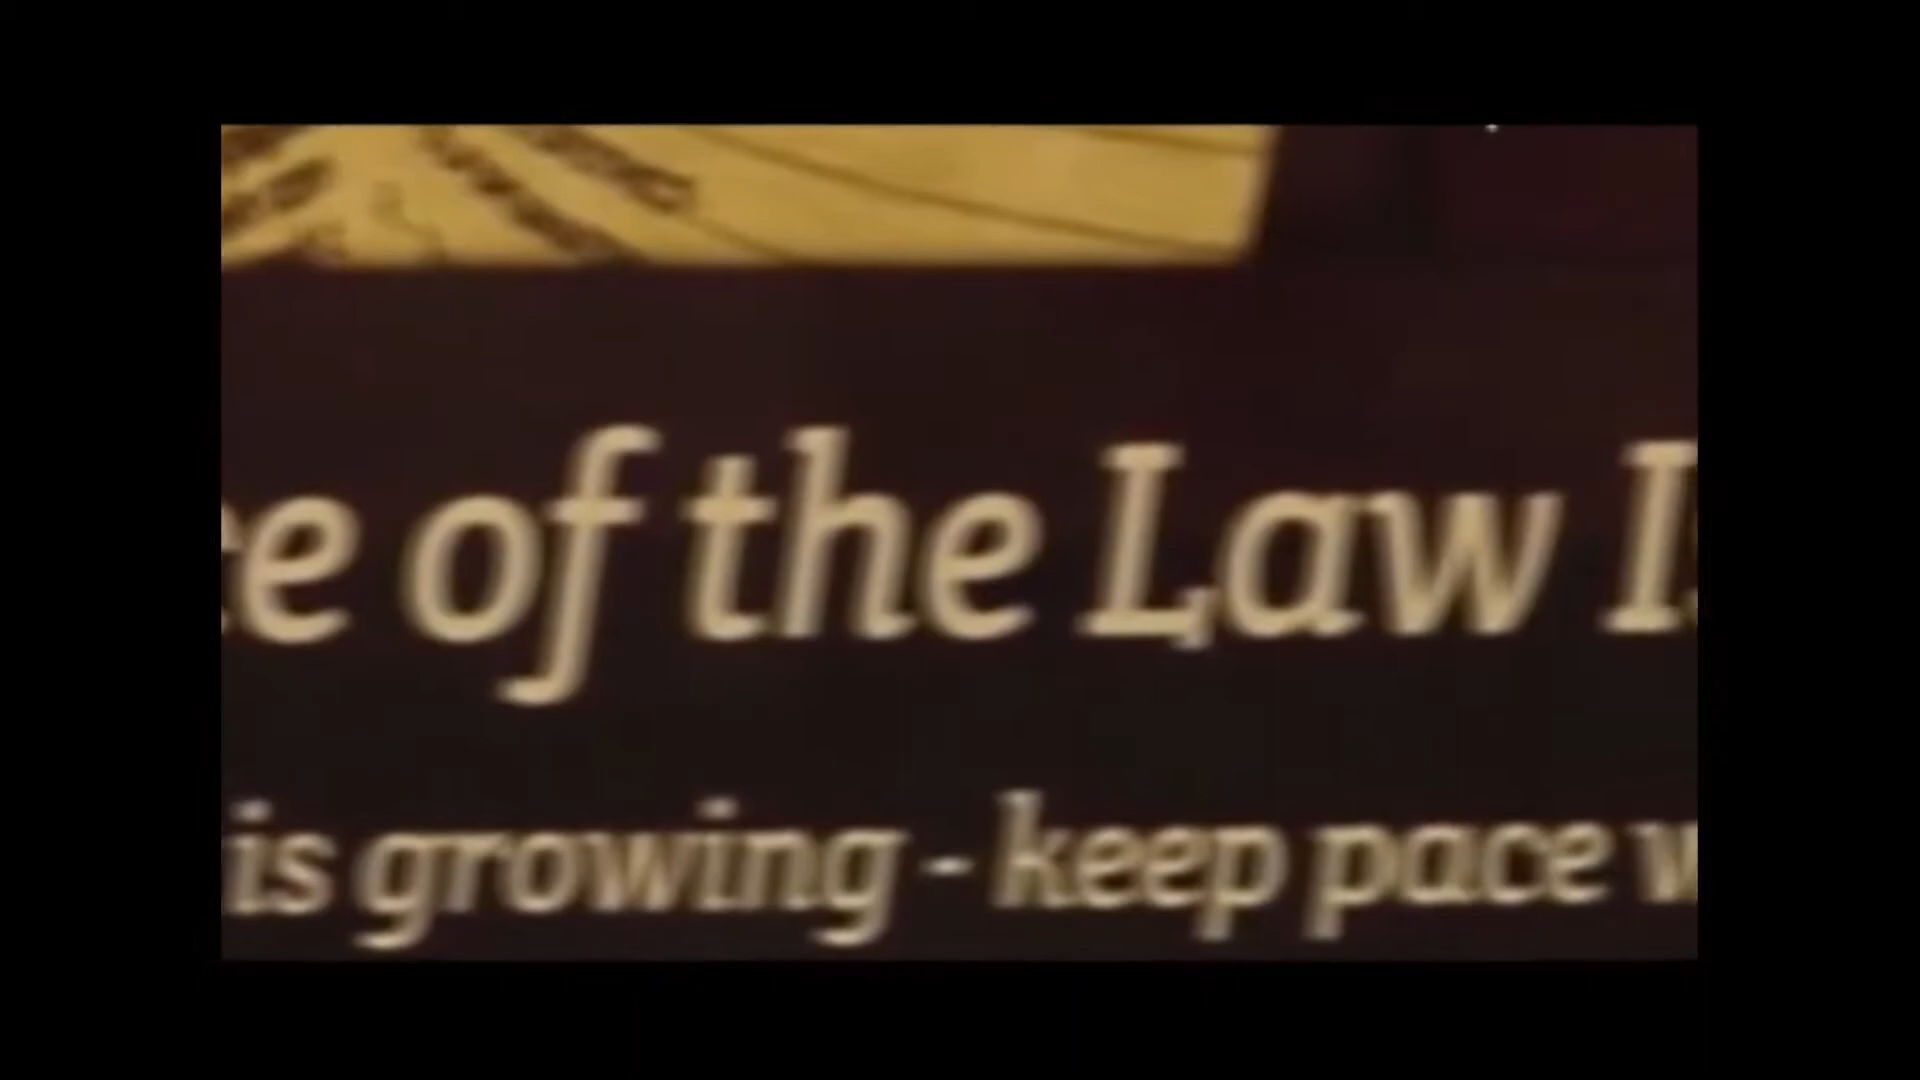 e of the Law I
is growing - keep pace